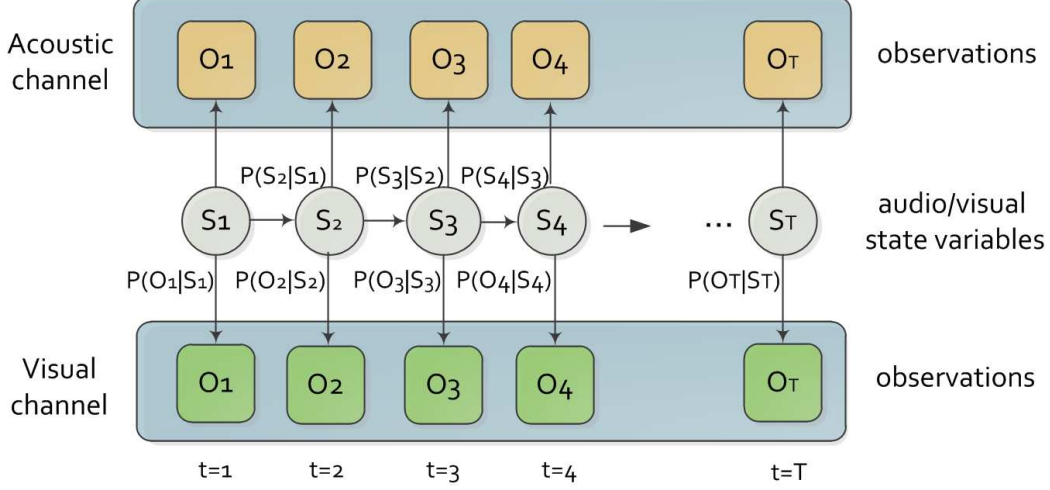 Acoustic
channel
O1 O2 O3 O4 OT
observations
P(S2|S1) P(S3|S2) P(S4|S3)
S1 S2 S3 S4 ... ST
audio/visual
state variables
P(O1|S1) P(O2|S2) P(O3|S3) P(O4|S4) P(OT|ST)
Visual
channel
O1 O2 O3 O4 OT
observations
t=1 t=2 t=3 t=4 t=T